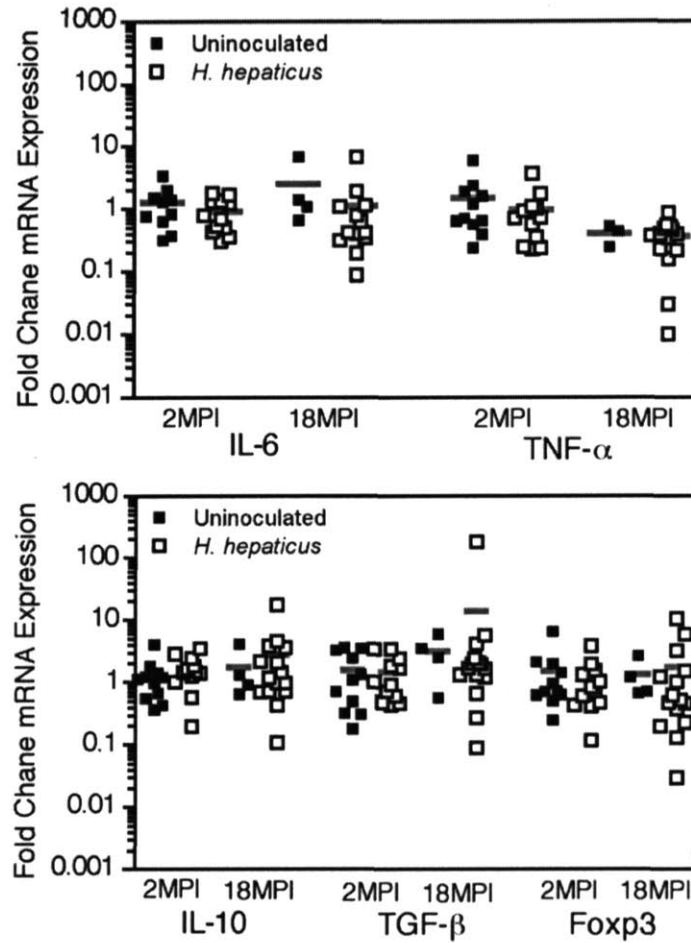 Fold Chane mRNA Expression
1000
100
10
1
0.1
0.01
0.001
Uninoculated
H. hepaticus
2MPI 18MPI 2MPI 18MPI
IL-6 TNF-α
Fold Chane mRNA Expression
1000
100
10
1
0.1
0.01
0.001
Uninoculated
H. hepaticus
2MPI 18MPI 2MPI 18MPI 2MPI 18MPI
IL-10 TGF-β Foxp3